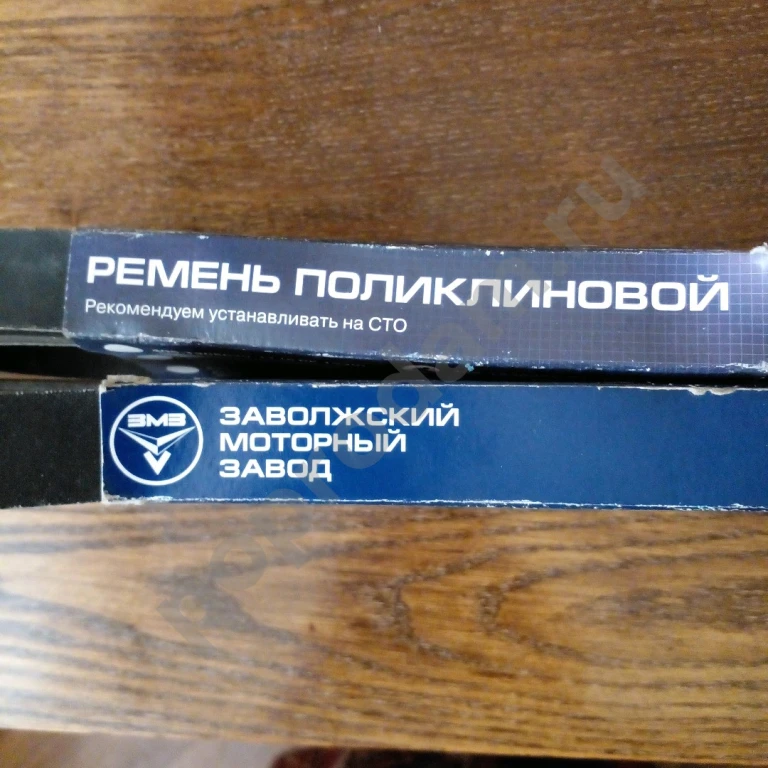 РЕМЕНЬ ПОЛИКЛИНОВОЙ
Рекомендуем устанавливать на СТО
ЗМЗ
ЗАВОЛЖСКИЙ
МОТОРНЫЙ
ЗАВОД